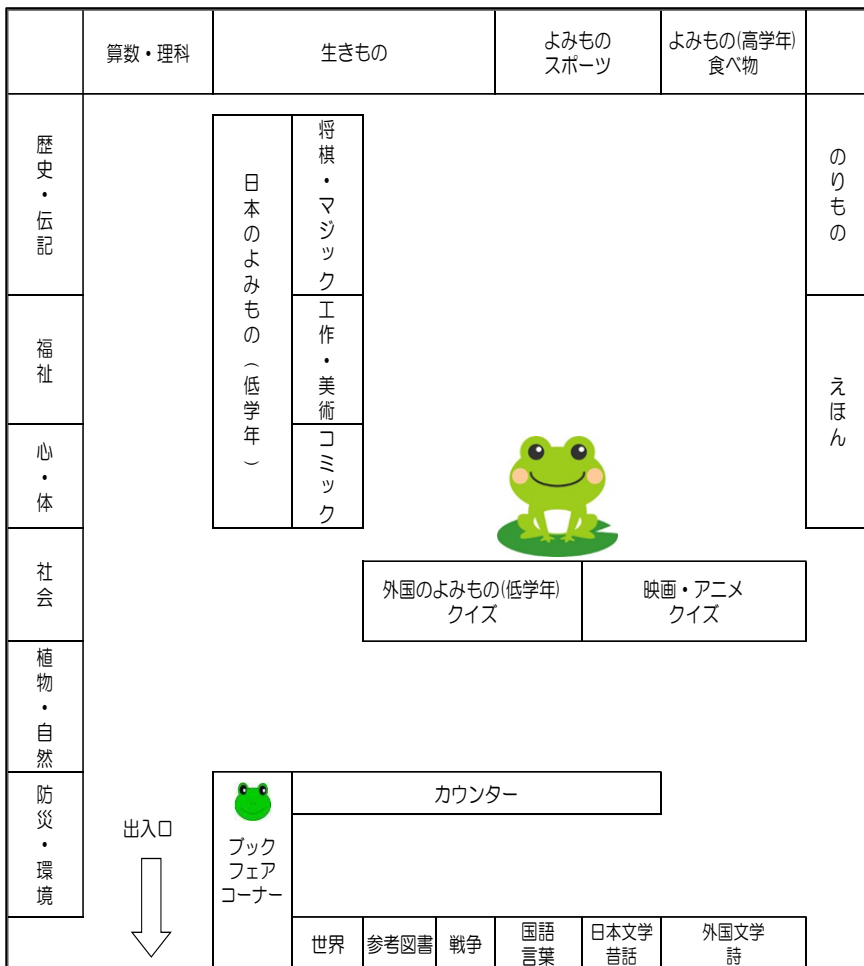 算数・理科
生きもの
よみもの
スポーツ
よみもの(高学年)
食べ物
歴史・伝記
福祉
心・体
社会
植物・自然
防災・環境
日本のよみもの(低学年)
将棋・マジック
工作・美術
コミック
のりもの
えほん
外国のよみもの(低学年)
クイズ
映画・アニメ
クイズ
出入口
ブック
フェア
コーナー
カウンター
世界
参考図書
戦争
国語
言葉
日本文学
昔話
外国文学
詩